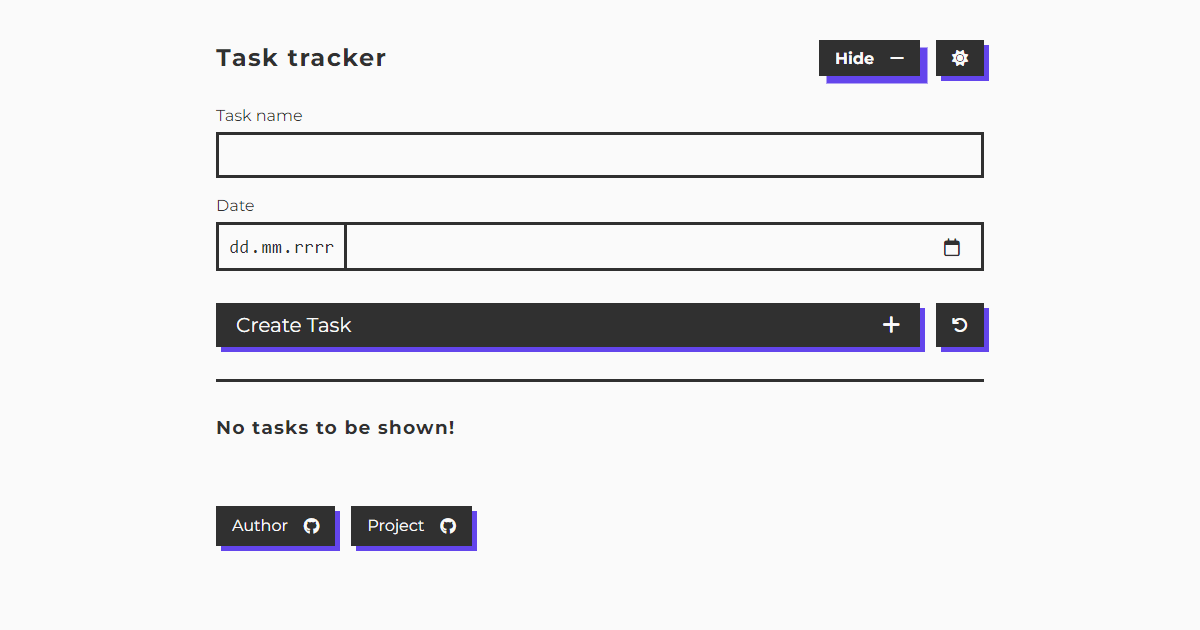 Task tracker
Hide
Task name
Date
dd.mm.rrrr
Create Task
No tasks to be shown!
Author
Project